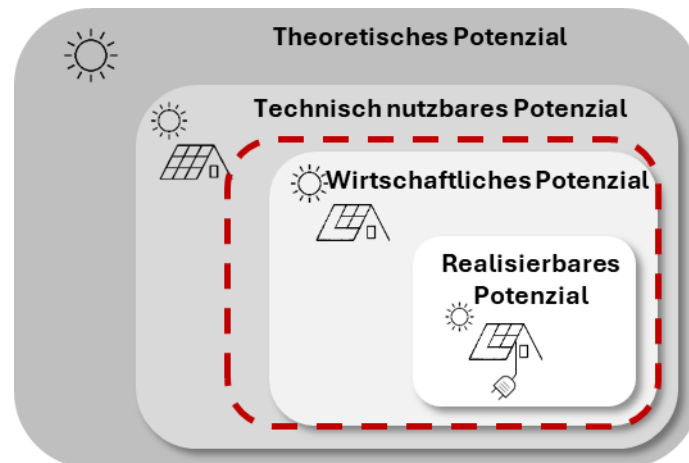 Theoretisches Potenzial
Technisch nutzbares Potenzial
Wirtschaftliches Potenzial
Realisierbares
Potenzial